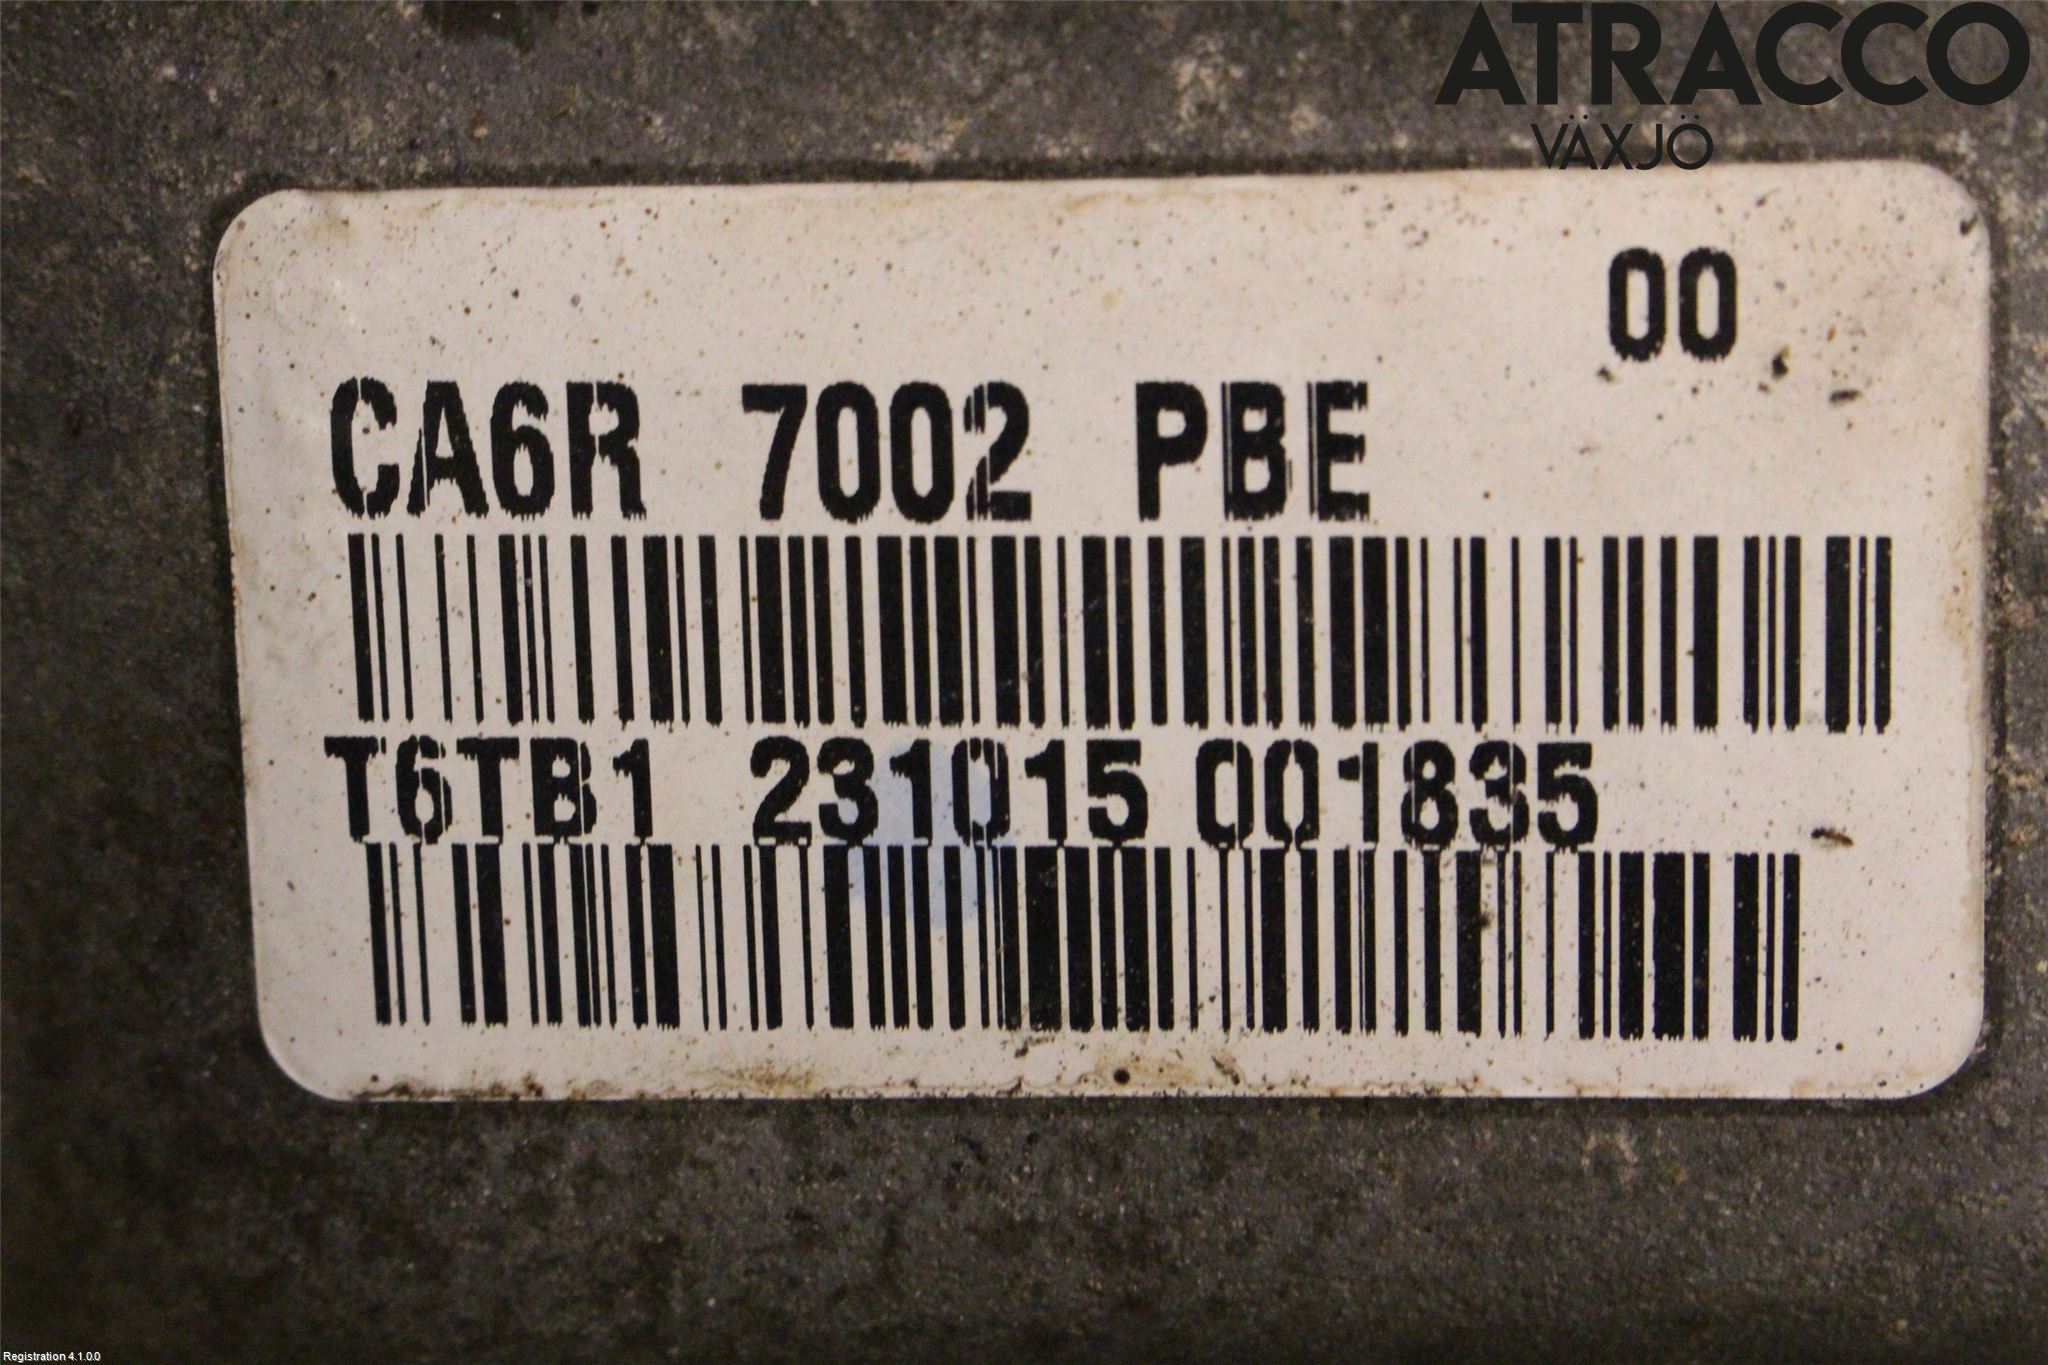 ATRACCO
VÄXJÖ
00
CA6R 7002 PBE
T6TB1 231015 001835
Registration 4.1.0.0